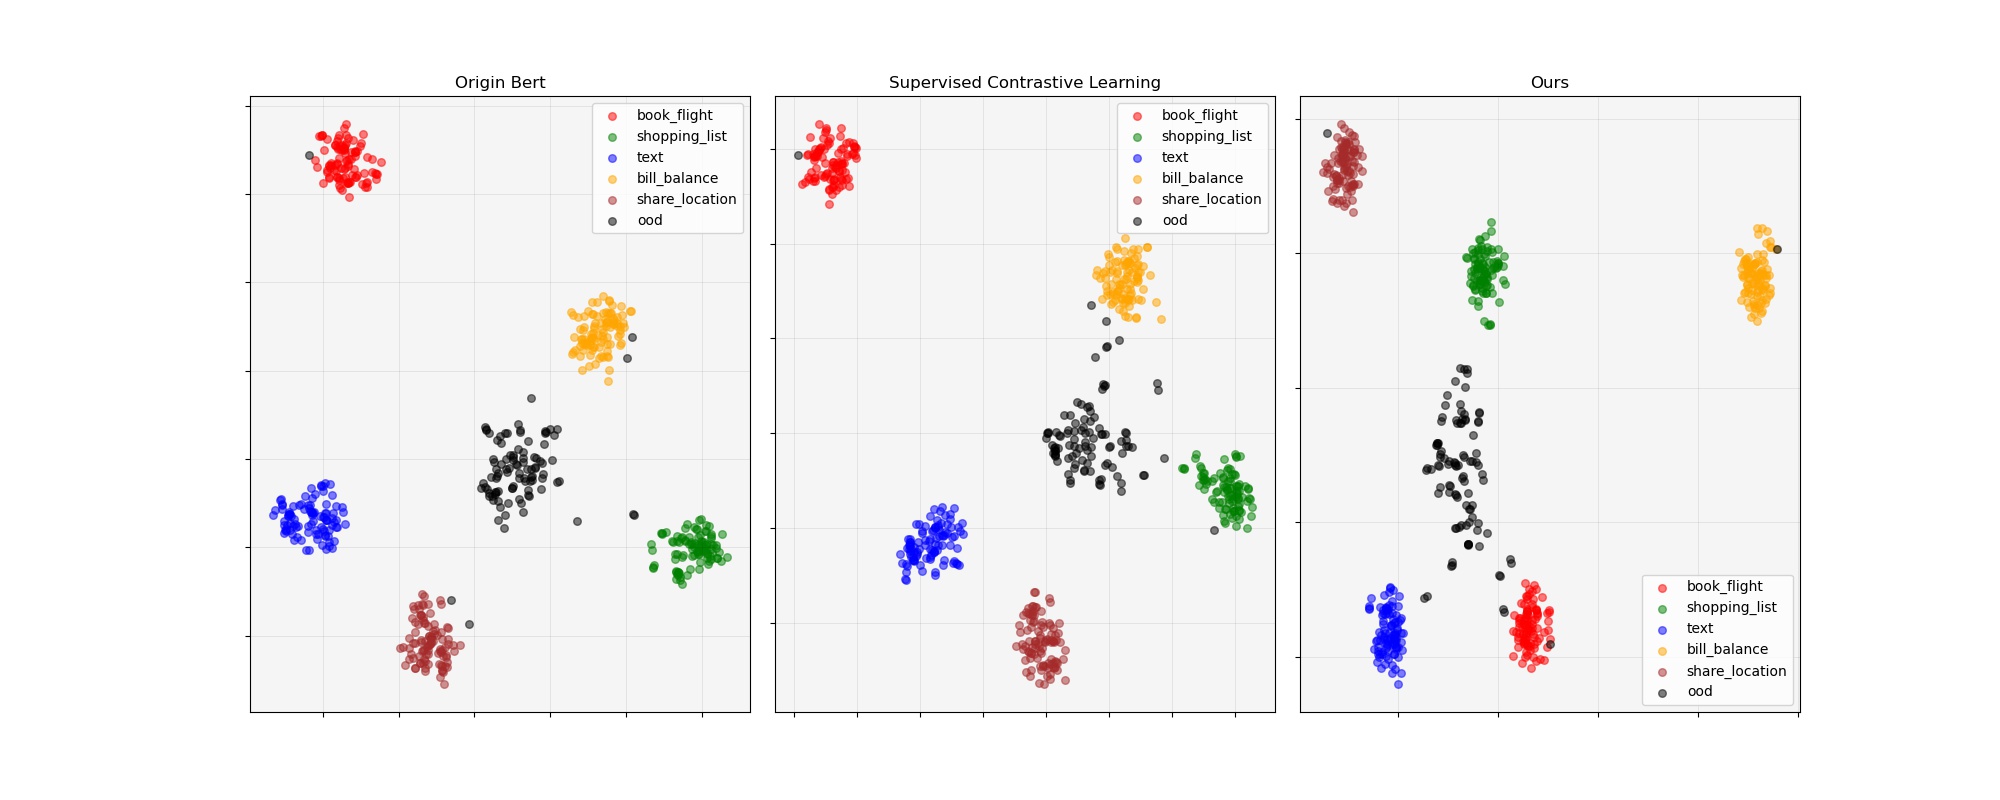 Origin Bert
book_flight
shopping_list
text
bill_balance
share_location
ood
Supervised Contrastive Learning
book_flight
shopping_list
text
bill_balance
share_location
ood
Ours
book_flight
shopping_list
text
bill_balance
share_location
ood